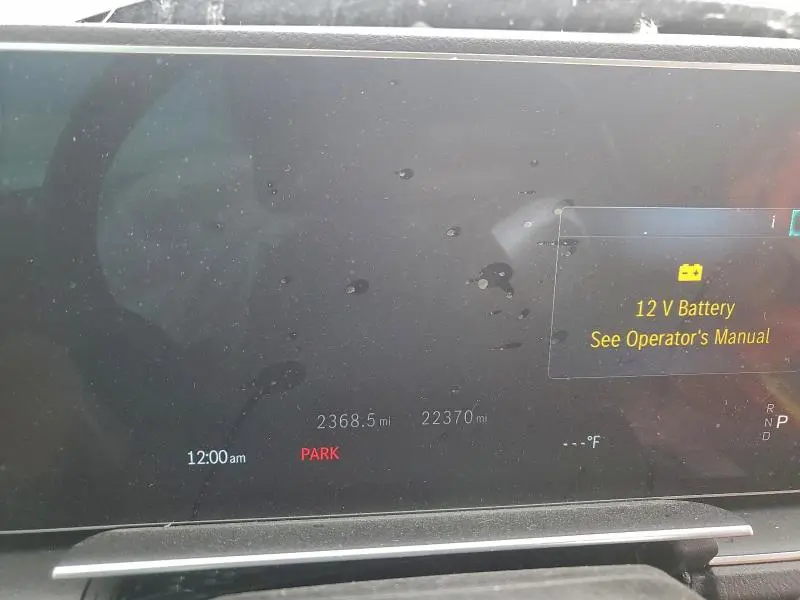 i
12 V Battery
See Operator's Manual
2368.5 mi 22370 mi
R
N P
D
12:00 am PARK ---°F